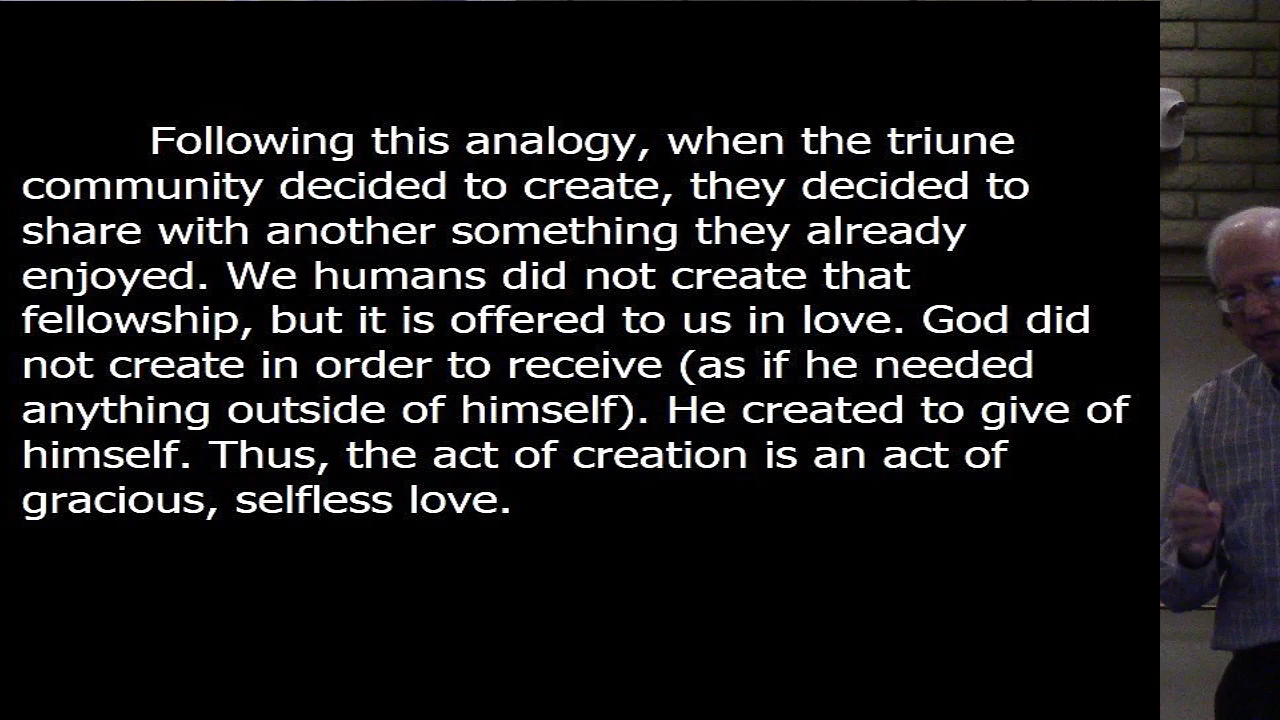 Following this analogy, when the triune
community decided to create, they decided to
share with another something they already
enjoyed. We humans did not create that
fellowship, but it is offered to us in love. God did
not create in order to receive (as if he needed
anything outside of himself). He created to give of
himself. Thus, the act of creation is an act of
gracious, selfless love.